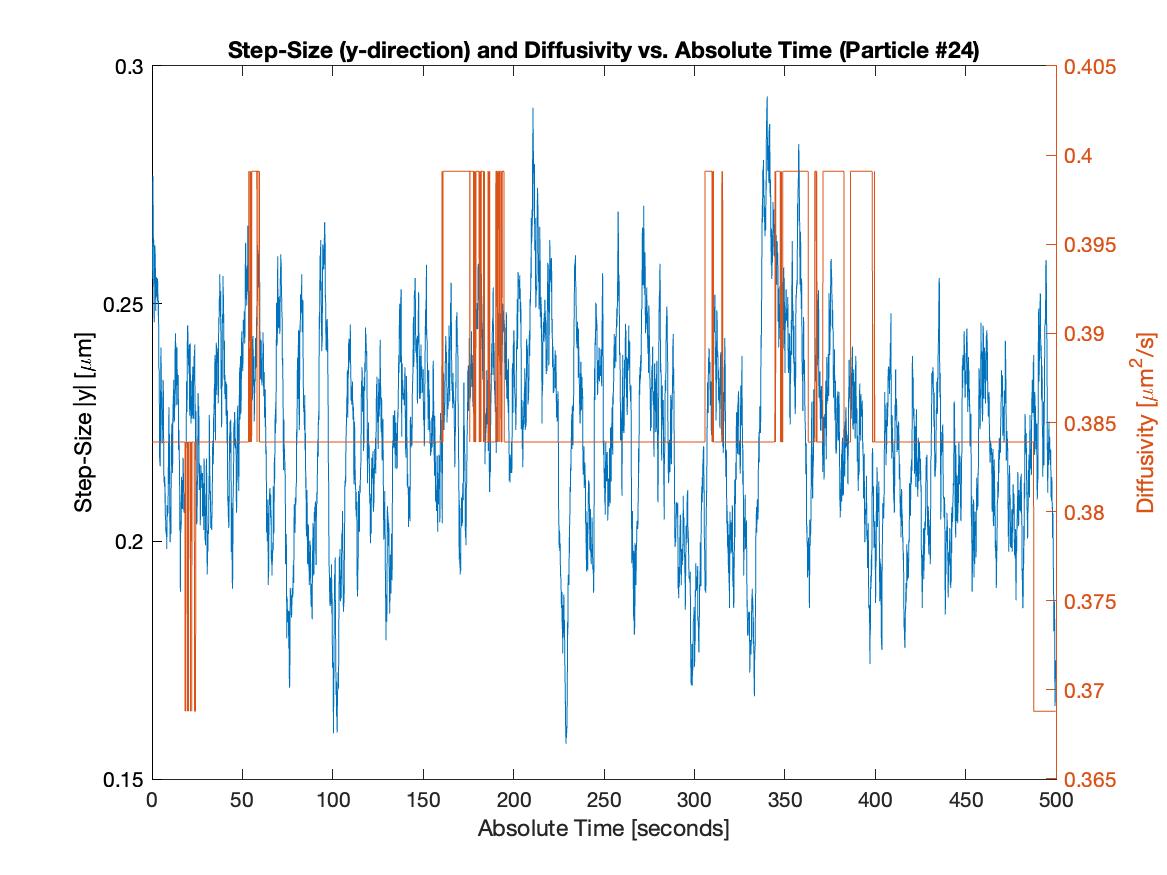 Step-Size (y-direction) and Diffusivity vs. Absolute Time (Particle #24)
0.3
0.25
0.2
0.15
Step-Size |y| [μm]
0.405
0.4
0.395
0.39
0.385
0.38
0.375
0.37
0.365
Diffusivity [μm²/s]
0 50 100 150 200 250 300 350 400 450 500
Absolute Time [seconds]